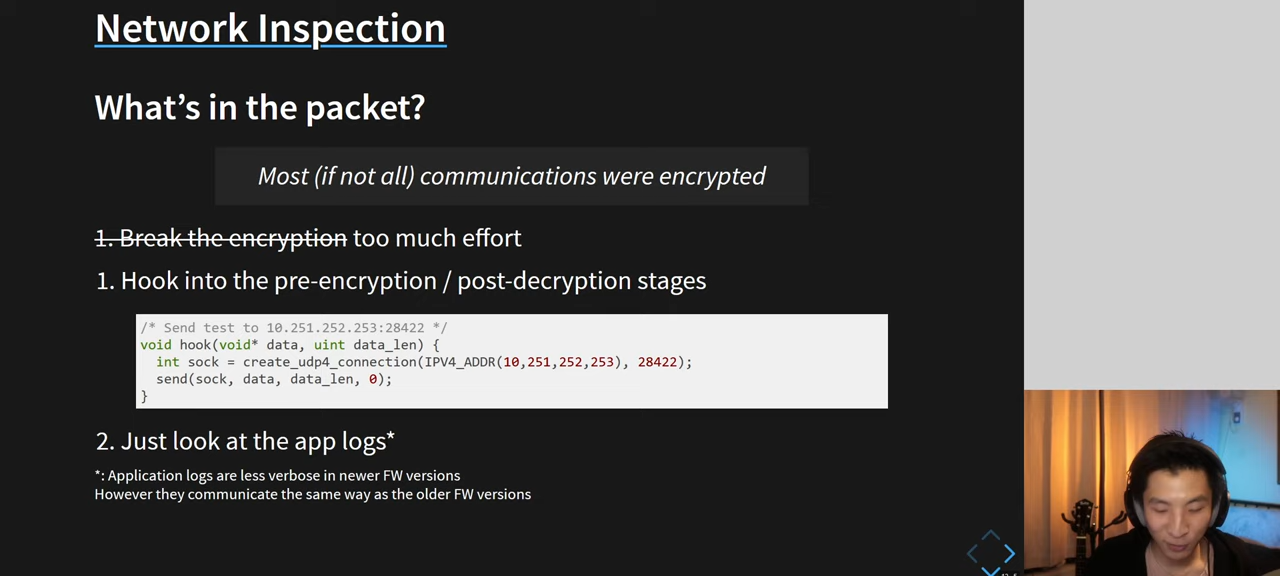 Network Inspection
What's in the packet?
Most (if not all) communications were encrypted
1. Break the encryption too much effort
1. Hook into the pre-encryption / post-decryption stages
/* Send test to 10.251.252.253:28422 */
void hook(void* data, uint data_len) {
  int sock = create_udp4_connection(IPV4_ADDR(10,251,252,253), 28422);
  send(sock, data, data_len, 0);
}
2. Just look at the app logs*
*: Application logs are less verbose in newer FW versions
However they communicate the same way as the older FW versions